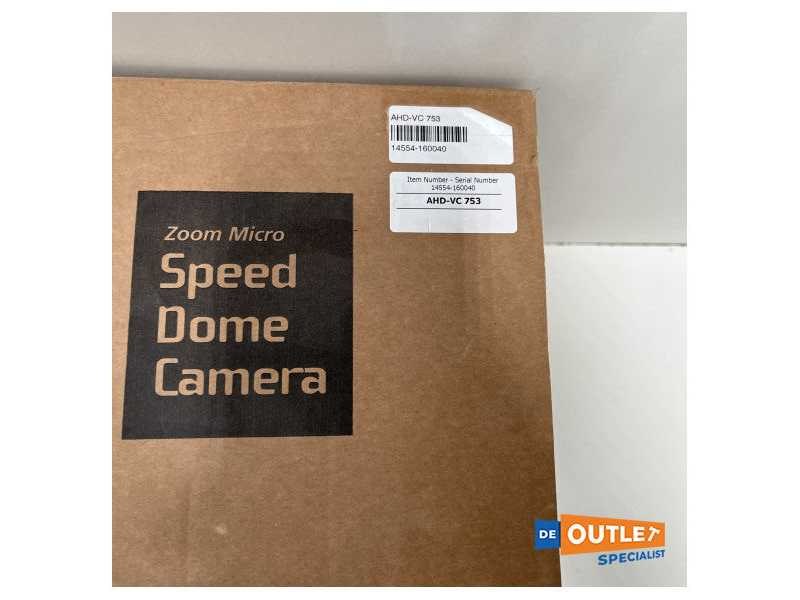 AHD-VC 753
14554-160040
Item Number - Serial Number
14554-160040
AHD-VC 753
Zoom Micro
Speed
Dome
Camera
DE OUTLET
SPECIALIST